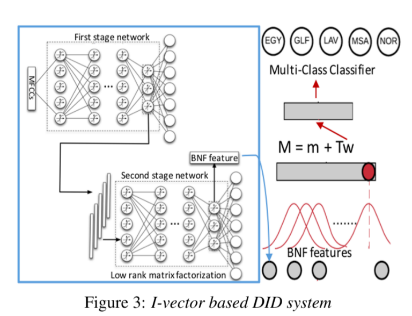 First stage network
MFCCs
BNF feature
Second stage network
Low rank matrix factorization
EGY GLF LAV MSA NOR
Multi-Class Classifier
M = m + Tw
BNF features
Figure 3: I-vector based DID system